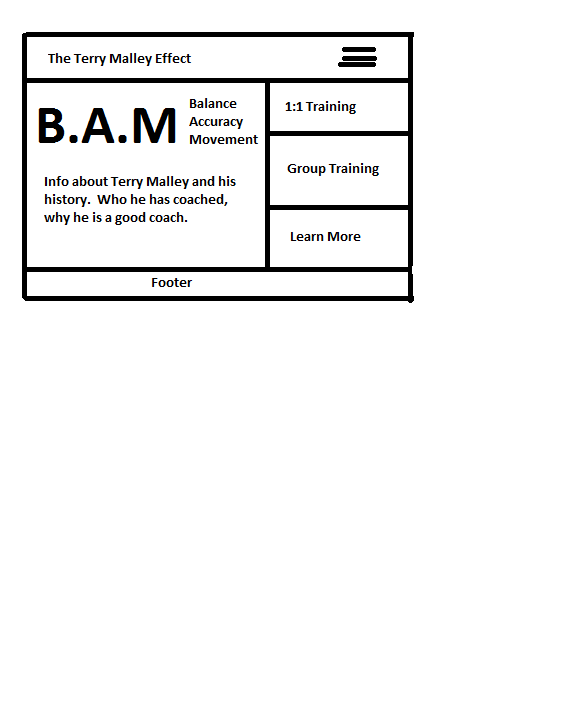 The Terry Malley Effect
B.A.M
Balance
Accuracy
Movement
Info about Terry Malley and his
history.  Who he has coached,
why he is a good coach.
1:1 Training
Group Training
Learn More
Footer